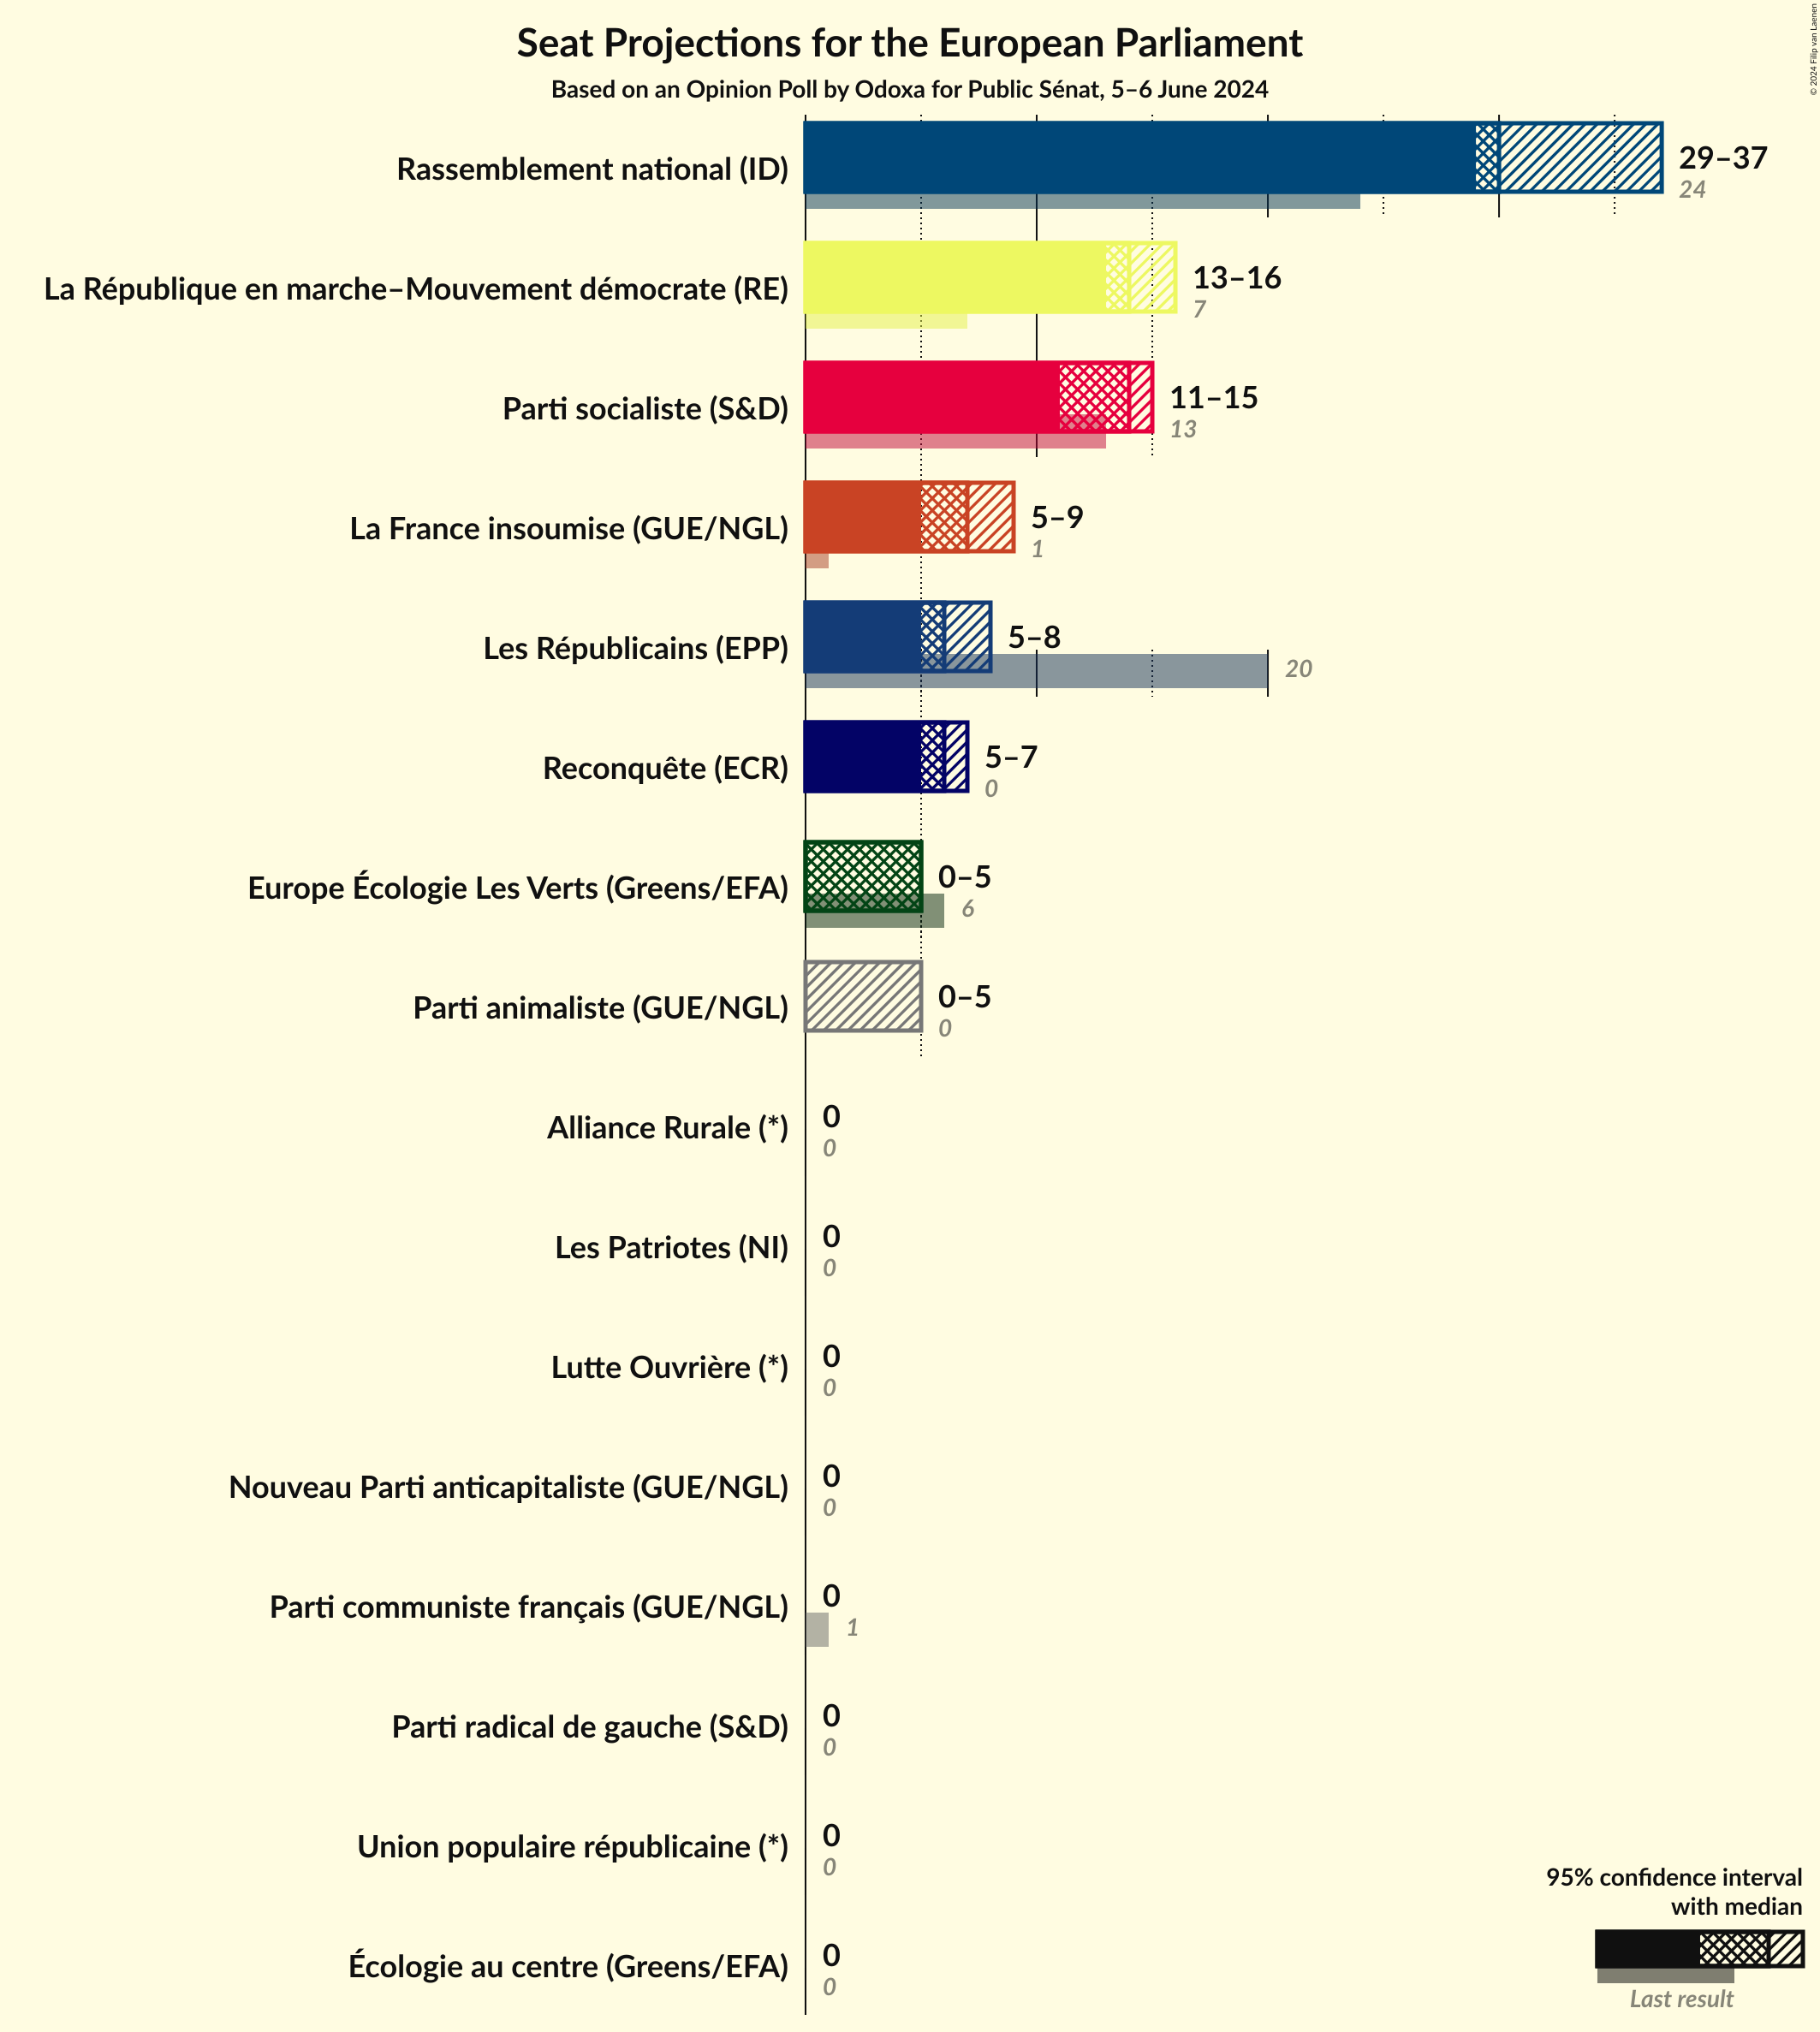 Seat Projections for the European Parliament
Based on an Opinion Poll by Odoxa for Public Sénat, 5–6 June 2024
© 2024 Filip van Laenen
Rassemblement national (ID)
29–37
24
La République en marche–Mouvement démocrate (RE)
13–16
7
Parti socialiste (S&D)
11–15
13
La France insoumise (GUE/NGL)
5–9
1
Les Républicains (EPP)
5–8
20
Reconquête (ECR)
5–7
0
Europe Écologie Les Verts (Greens/EFA)
0–5
6
Parti animaliste (GUE/NGL)
0–5
0
Alliance Rurale (*)
0
0
Les Patriotes (NI)
0
0
Lutte Ouvrière (*)
0
0
Nouveau Parti anticapitaliste (GUE/NGL)
0
0
Parti communiste français (GUE/NGL)
0
1
Parti radical de gauche (S&D)
0
0
Union populaire républicaine (*)
0
0
Écologie au centre (Greens/EFA)
0
0
95% confidence interval
with median
Last result